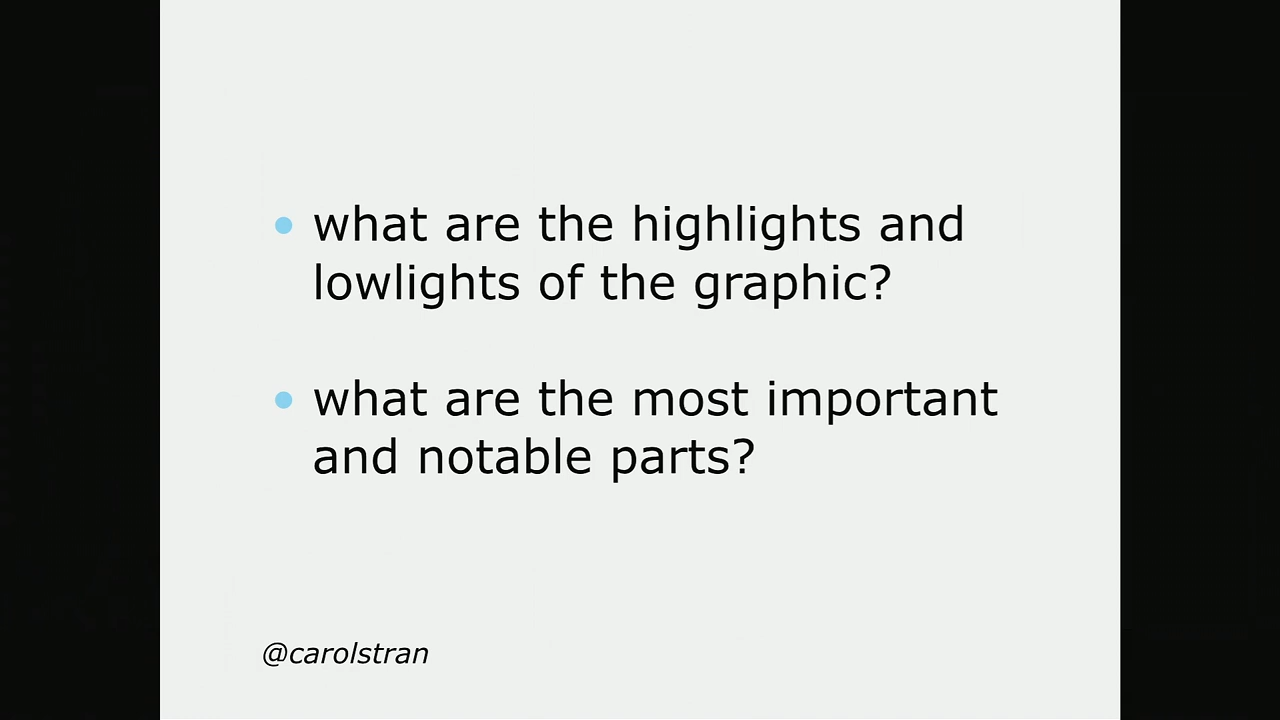 • what are the highlights and
lowlights of the graphic?
• what are the most important
and notable parts?
@carolstran